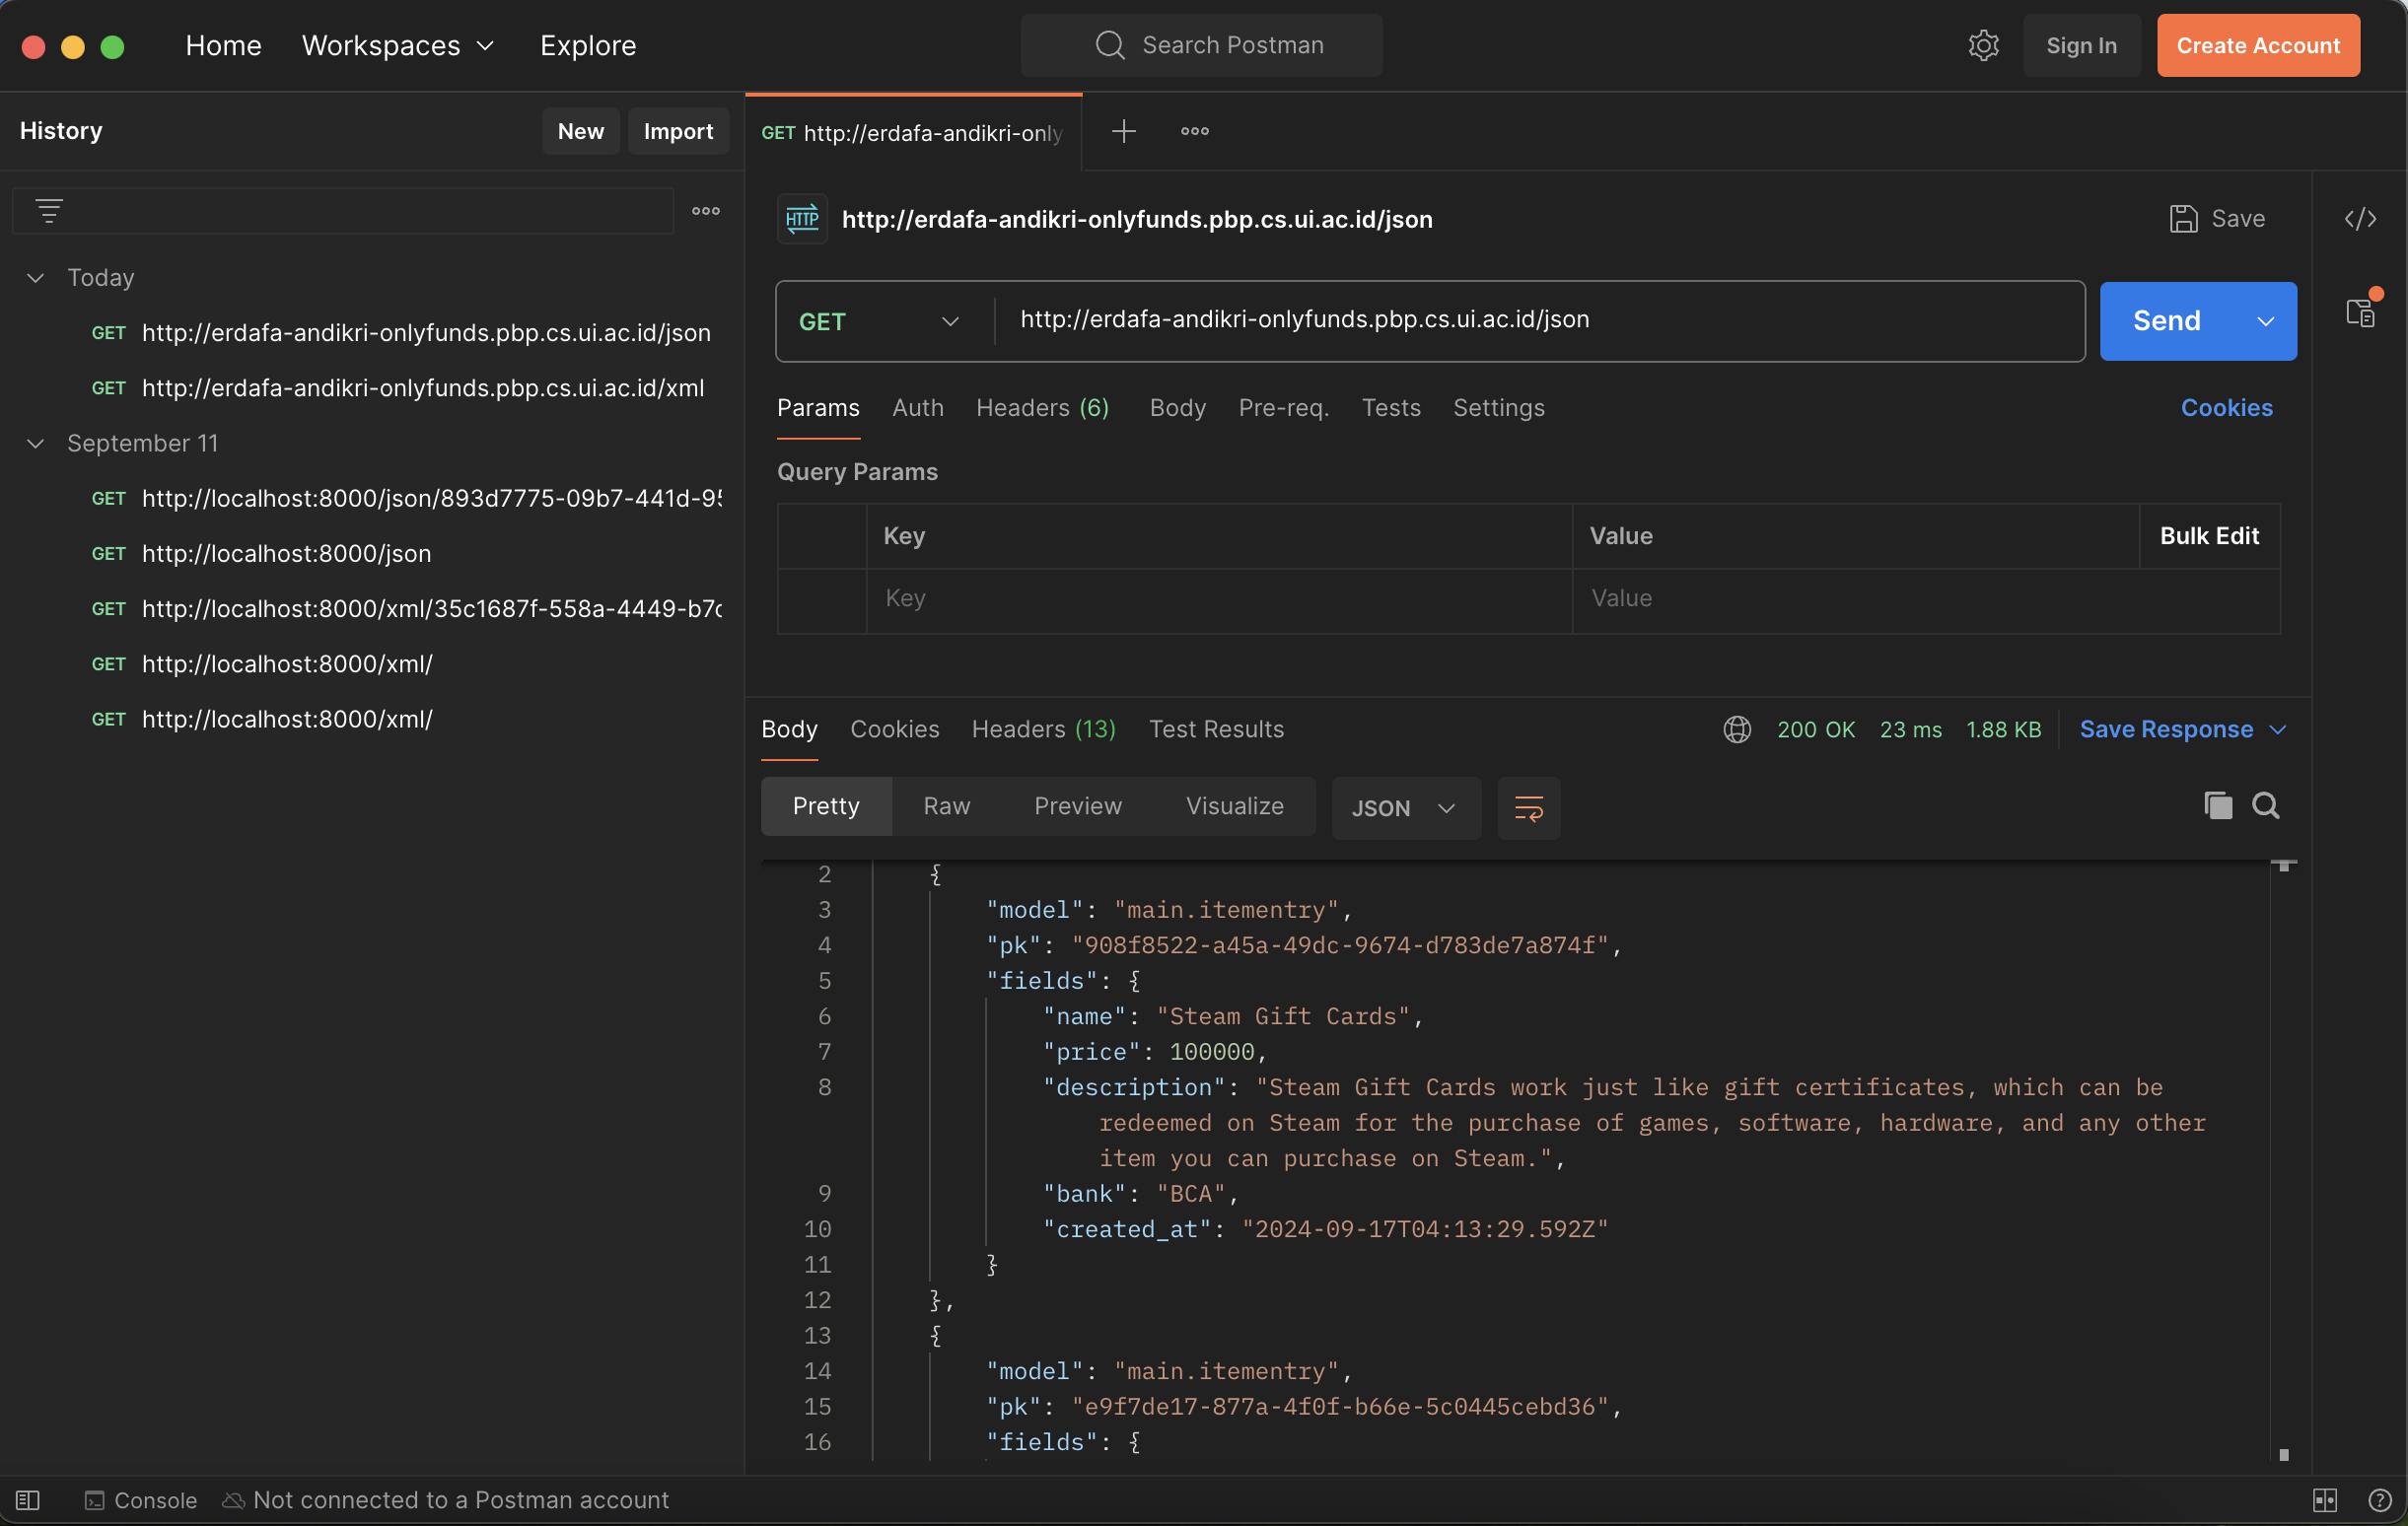 Home Workspaces Explore Search Postman Sign In Create Account
History New Import
GET http://erdafa-andikri-only
HTTP http://erdafa-andikri-onlyfunds.pbp.cs.ui.ac.id/json Save
Today
GET http://erdafa-andikri-onlyfunds.pbp.cs.ui.ac.id/json
GET http://erdafa-andikri-onlyfunds.pbp.cs.ui.ac.id/xml
September 11
GET http://localhost:8000/json/893d7775-09b7-441d-95
GET http://localhost:8000/json
GET http://localhost:8000/xml/35c1687f-558a-4449-b7
GET http://localhost:8000/xml/
GET http://localhost:8000/xml/
GET http://erdafa-andikri-onlyfunds.pbp.cs.ui.ac.id/json Send
Params Auth Headers (6) Body Pre-req. Tests Settings Cookies
Query Params
Key Value Bulk Edit
Key Value
Body Cookies Headers (13) Test Results 200 OK 23 ms 1.88 KB Save Response
Pretty Raw Preview Visualize JSON
2 {
3 "model": "main.itementry",
4 "pk": "908f8522-a45a-49dc-9674-d783de7a874f",
5 "fields": {
6 "name": "Steam Gift Cards",
7 "price": 100000,
8 "description": "Steam Gift Cards work just like gift certificates, which can be
redeemed on Steam for the purchase of games, software, hardware, and any other
item you can purchase on Steam.",
9 "bank": "BCA",
10 "created_at": "2024-09-17T04:13:29.592Z"
11 }
12 },
13 {
14 "model": "main.itementry",
15 "pk": "e9f7de17-877a-4f0f-b66e-5c0445cebd36",
16 "fields": {
Console Not connected to a Postman account